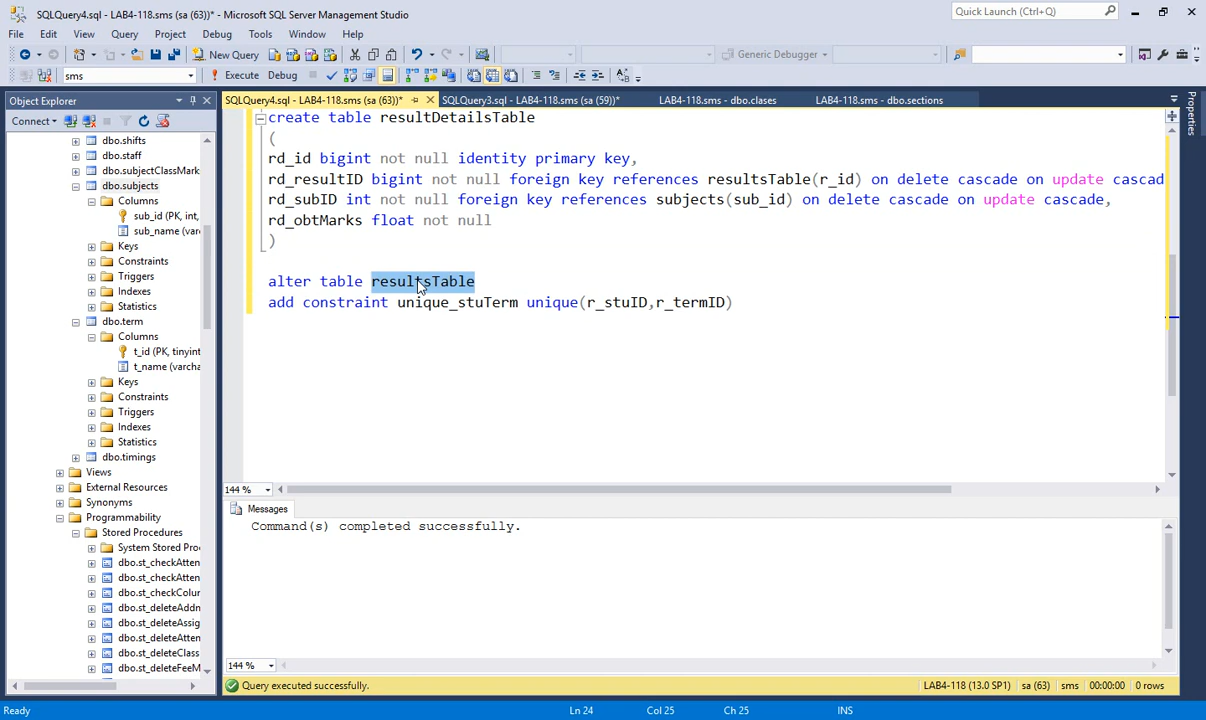 SQLQuery4.sql - LAB4-118.sms (sa (63))* - Microsoft SQL Server Management Studio
Quick Launch (Ctrl+Q)
File Edit View Query Project Debug Tools Window Help
New Query
Generic Debugger
sms
Execute Debug
Object Explorer
SQLQuery4.sql - LAB4-118.sms (sa (63))*
SQLQuery3.sql - LAB4-118.sms (sa (59))*
LAB4-118.sms - dbo.clases
LAB4-118.sms - dbo.sections
Properties
Connect
dbo.shifts
dbo.staff
dbo.subjectClassMark
dbo.subjects
Columns
sub_id (PK, int,
sub_name (var
Keys
Constraints
Triggers
Indexes
Statistics
dbo.term
Columns
t_id (PK, tinyint
t_name (varcha
Keys
Constraints
Triggers
Indexes
Statistics
dbo.timings
Views
External Resources
Synonyms
Programmability
Stored Procedures
System Stored Pro
dbo.st_checkAtten
dbo.st_checkAtten
dbo.st_checkColun
dbo.st_deleteAddn
dbo.st_deleteAssig
dbo.st_deleteAtten
dbo.st_deleteClass
dbo.st_deleteFeeM
create table resultDetailsTable
(
rd_id bigint not null identity primary key,
rd_resultID bigint not null foreign key references resultsTable(r_id) on delete cascade on update cascad
rd_subID int not null foreign key references subjects(sub_id) on delete cascade on update cascade,
rd_obtMarks float not null
)
alter table resultsTable
add constraint unique_stuTerm unique(r_stuID,r_termID)
144 %
Messages
Command(s) completed successfully.
144 %
Query executed successfully.
LAB4-118 (13.0 SP1) sa (63) sms 00:00:00 0 rows
Ready
Ln 24 Col 25 Ch 25 INS